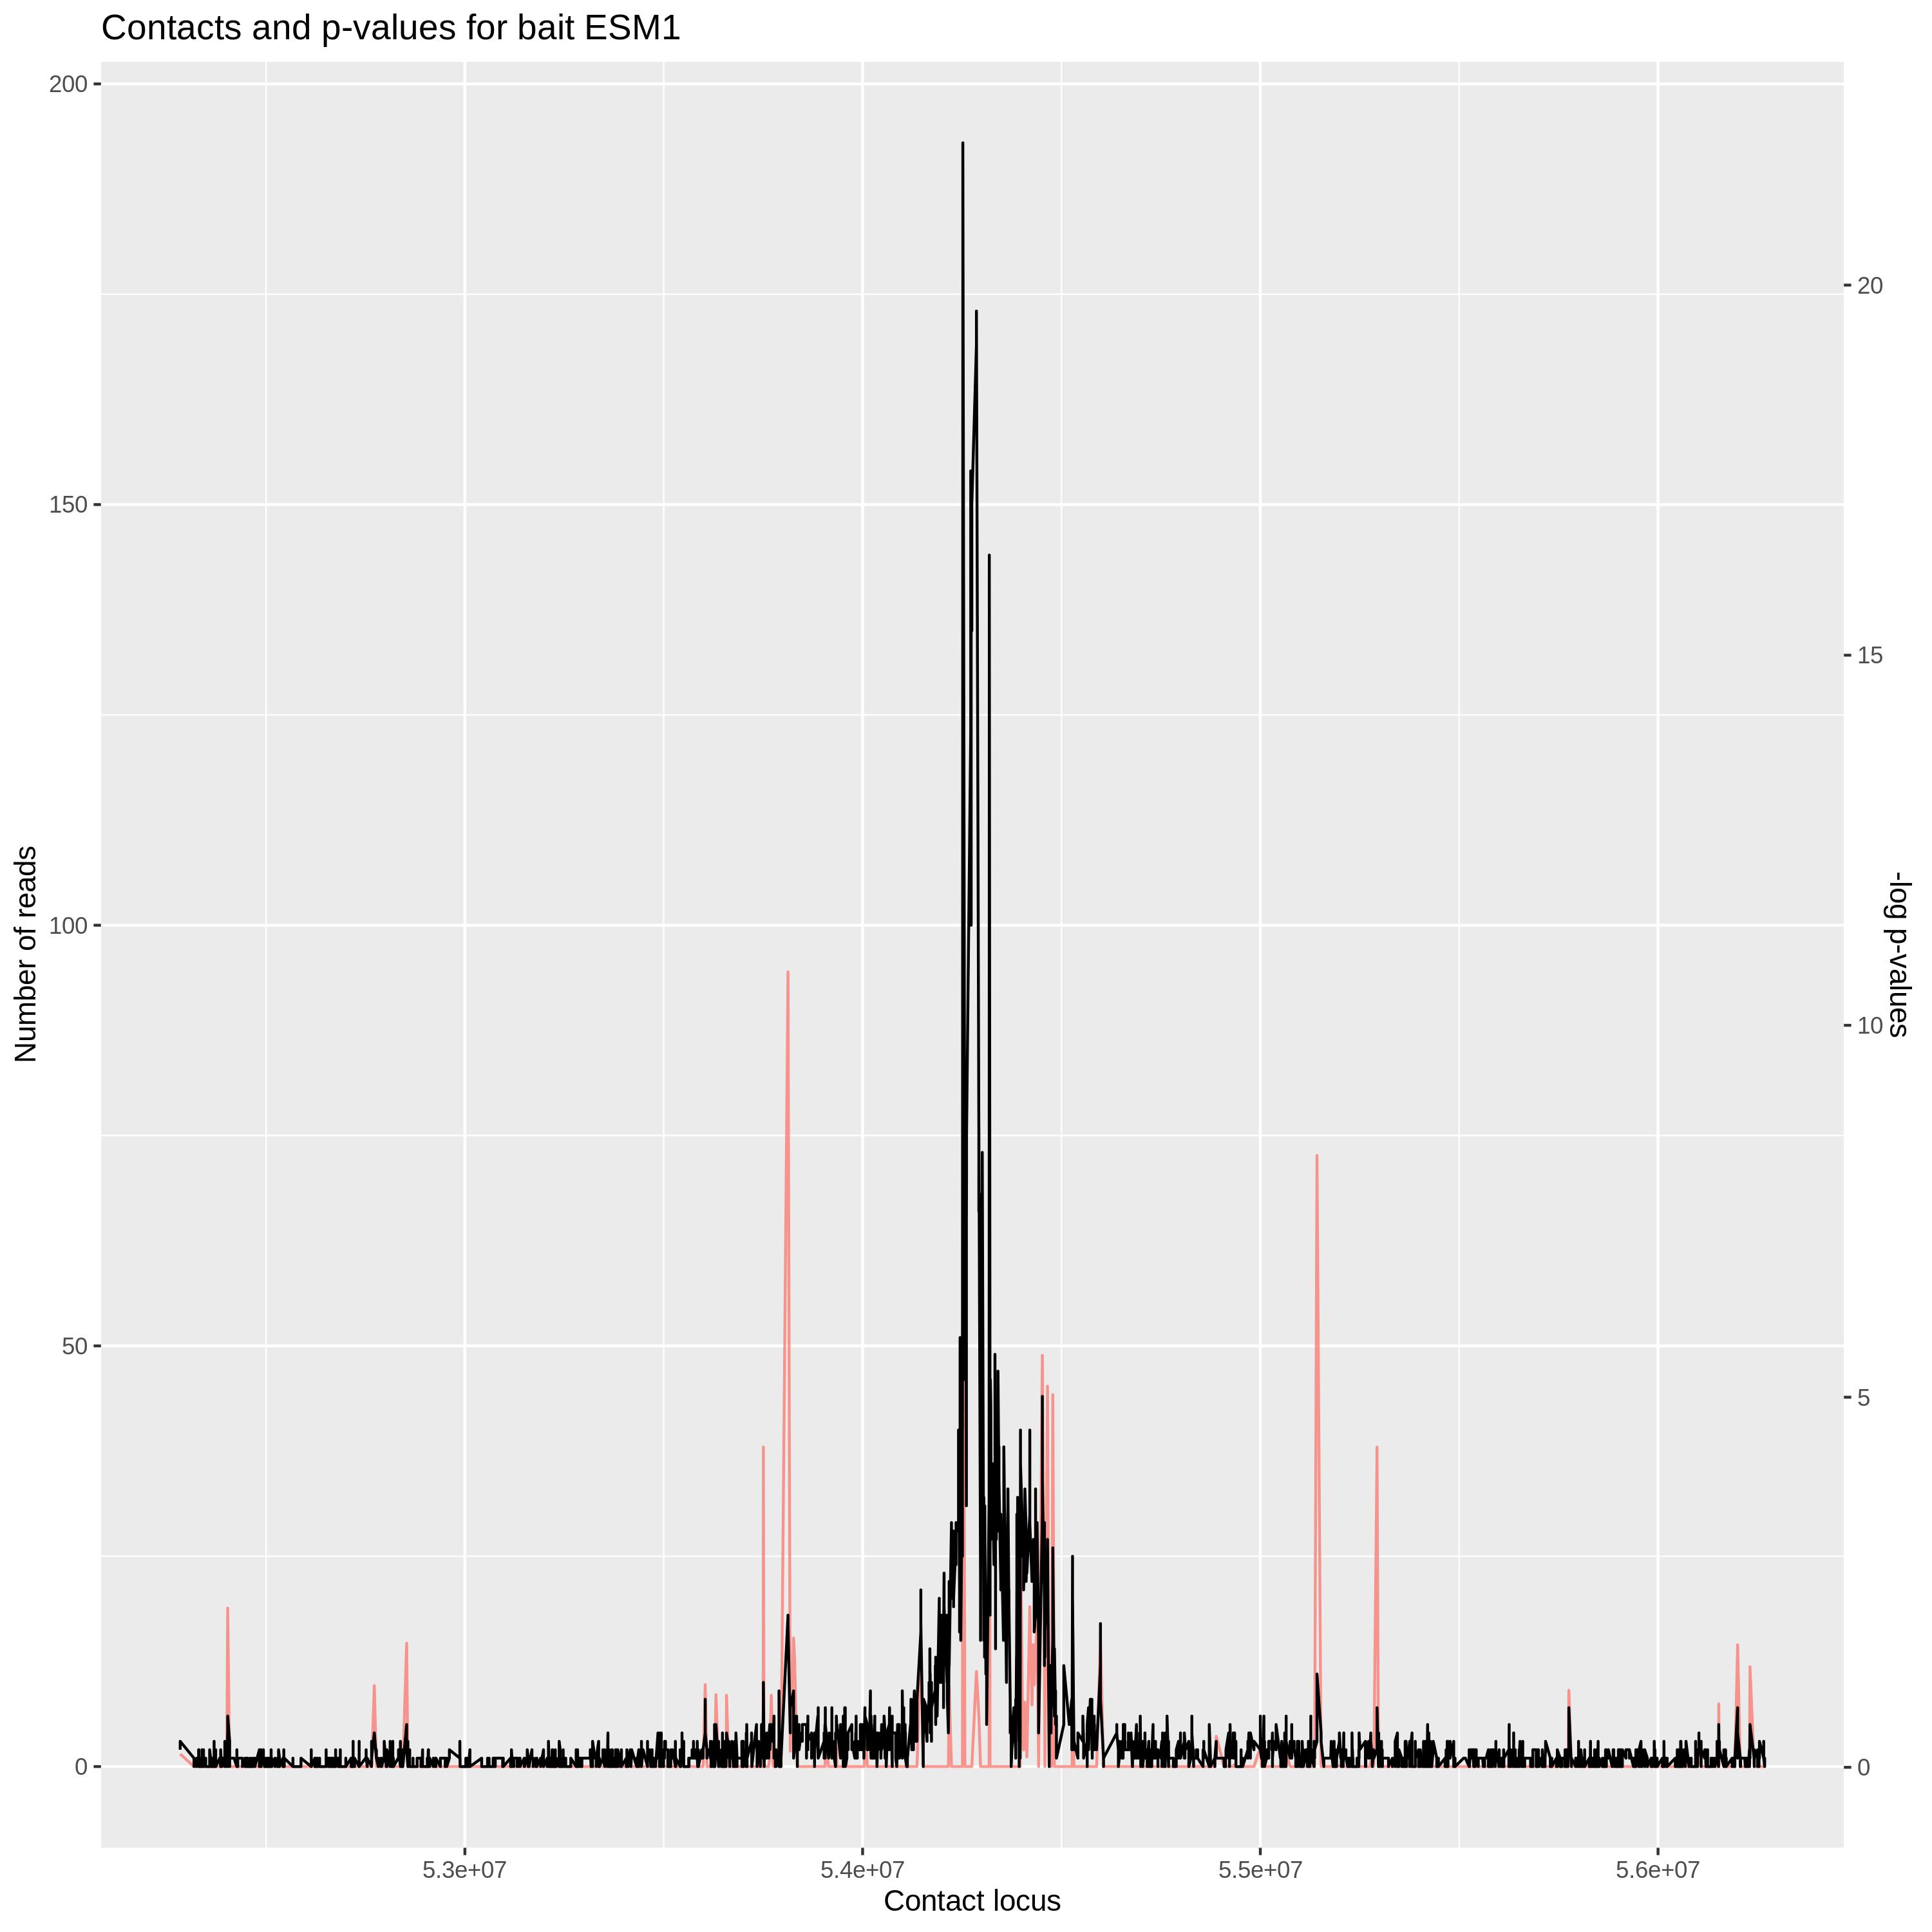 Contacts and p-values for bait ESM1
200
150
100
50
0
Number of reads
20
15
10
5
0
-log p-values
5.3e+07
5.4e+07
5.5e+07
5.6e+07
Contact locus